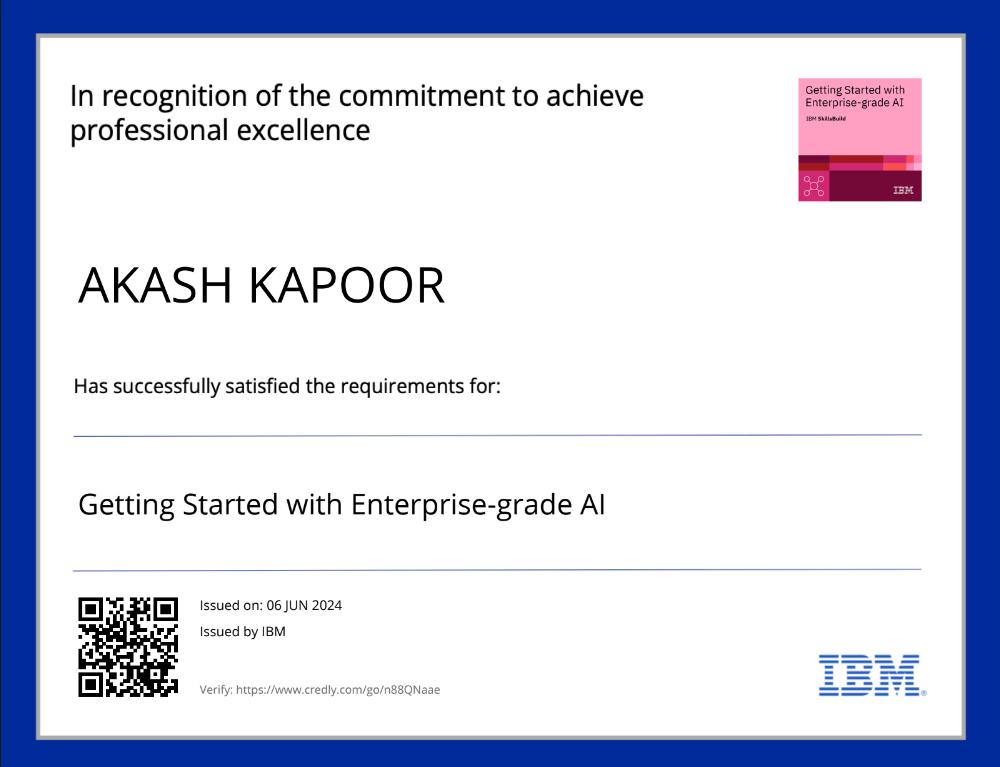 In recognition of the commitment to achieve
professional excellence
Getting Started with
Enterprise-grade AI
IBM SkillsBuild
IBM
AKASH KAPOOR
Has successfully satisfied the requirements for:
Getting Started with Enterprise-grade AI
Issued on: 06 JUN 2024
Issued by IBM
Verify: https://www.credly.com/go/n88QNaae
IBM®